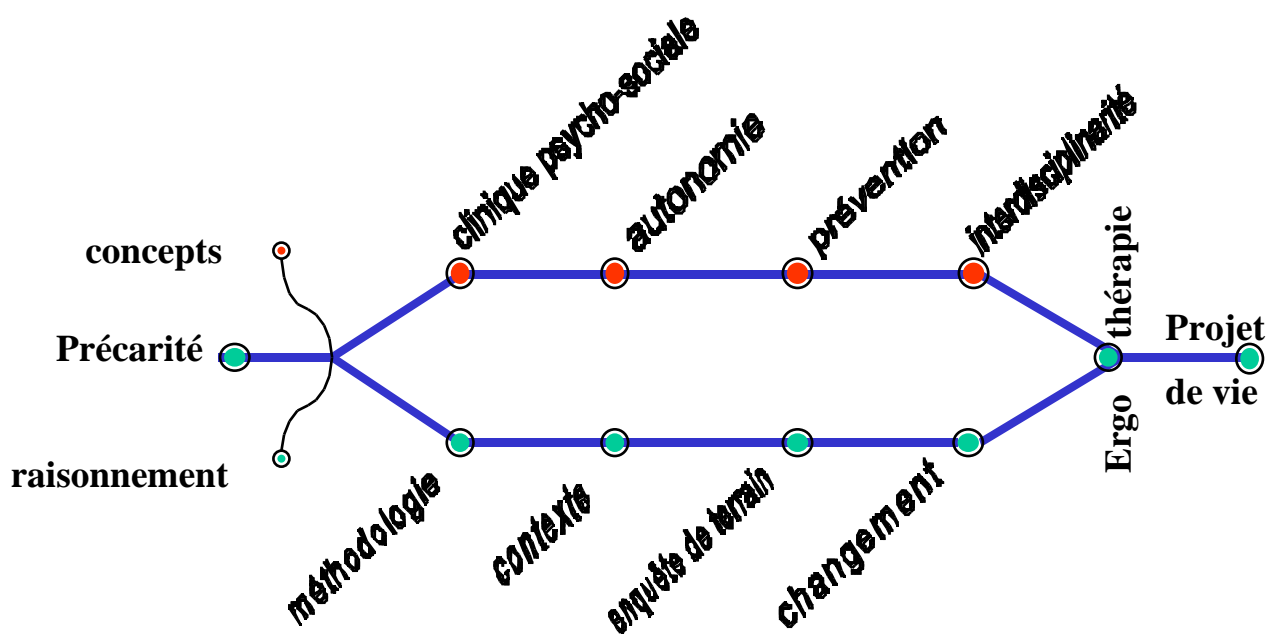 clinique psycho-sociale
autonomie
prévention
interdisciplinarité
concepts
Précarité
raisonnement
Ergo thérapie
Projet
de vie
méthodologie
contexte
enquête de terrain
changement